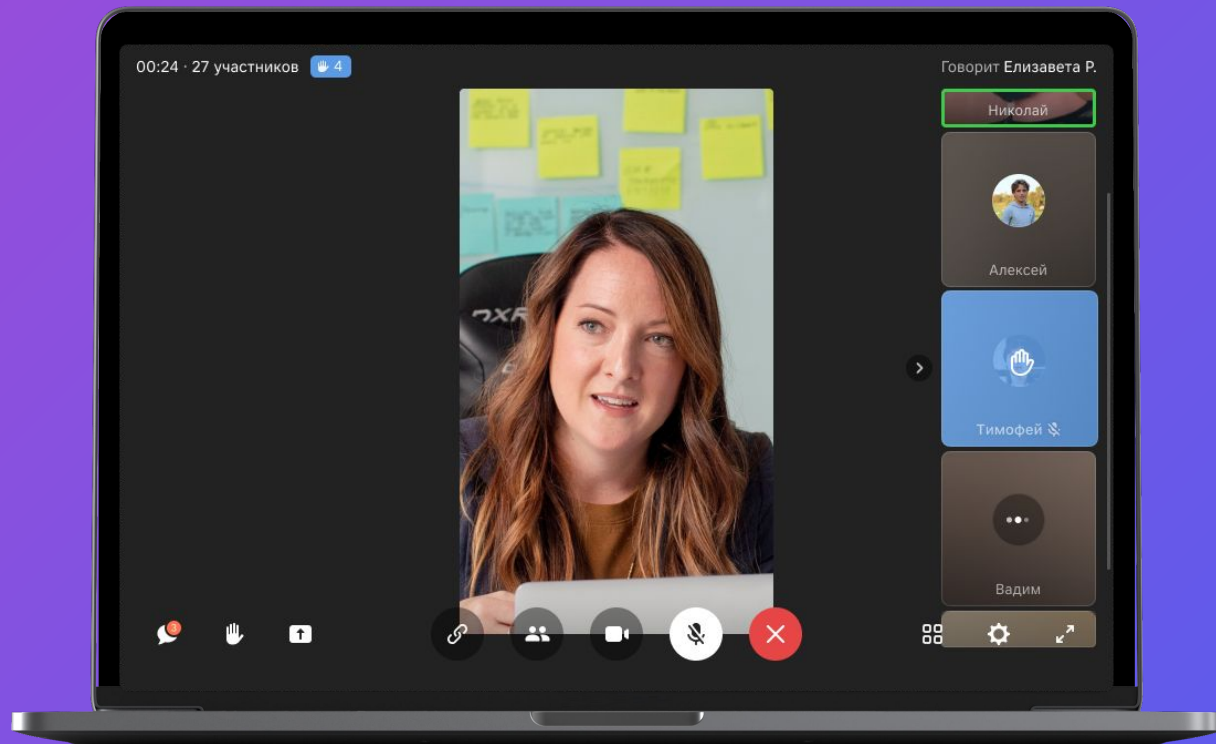 00:24 · 27 участников
4
Говорит Елизавета Р.
Николай
Алексей
Тимофей
Вадим
3